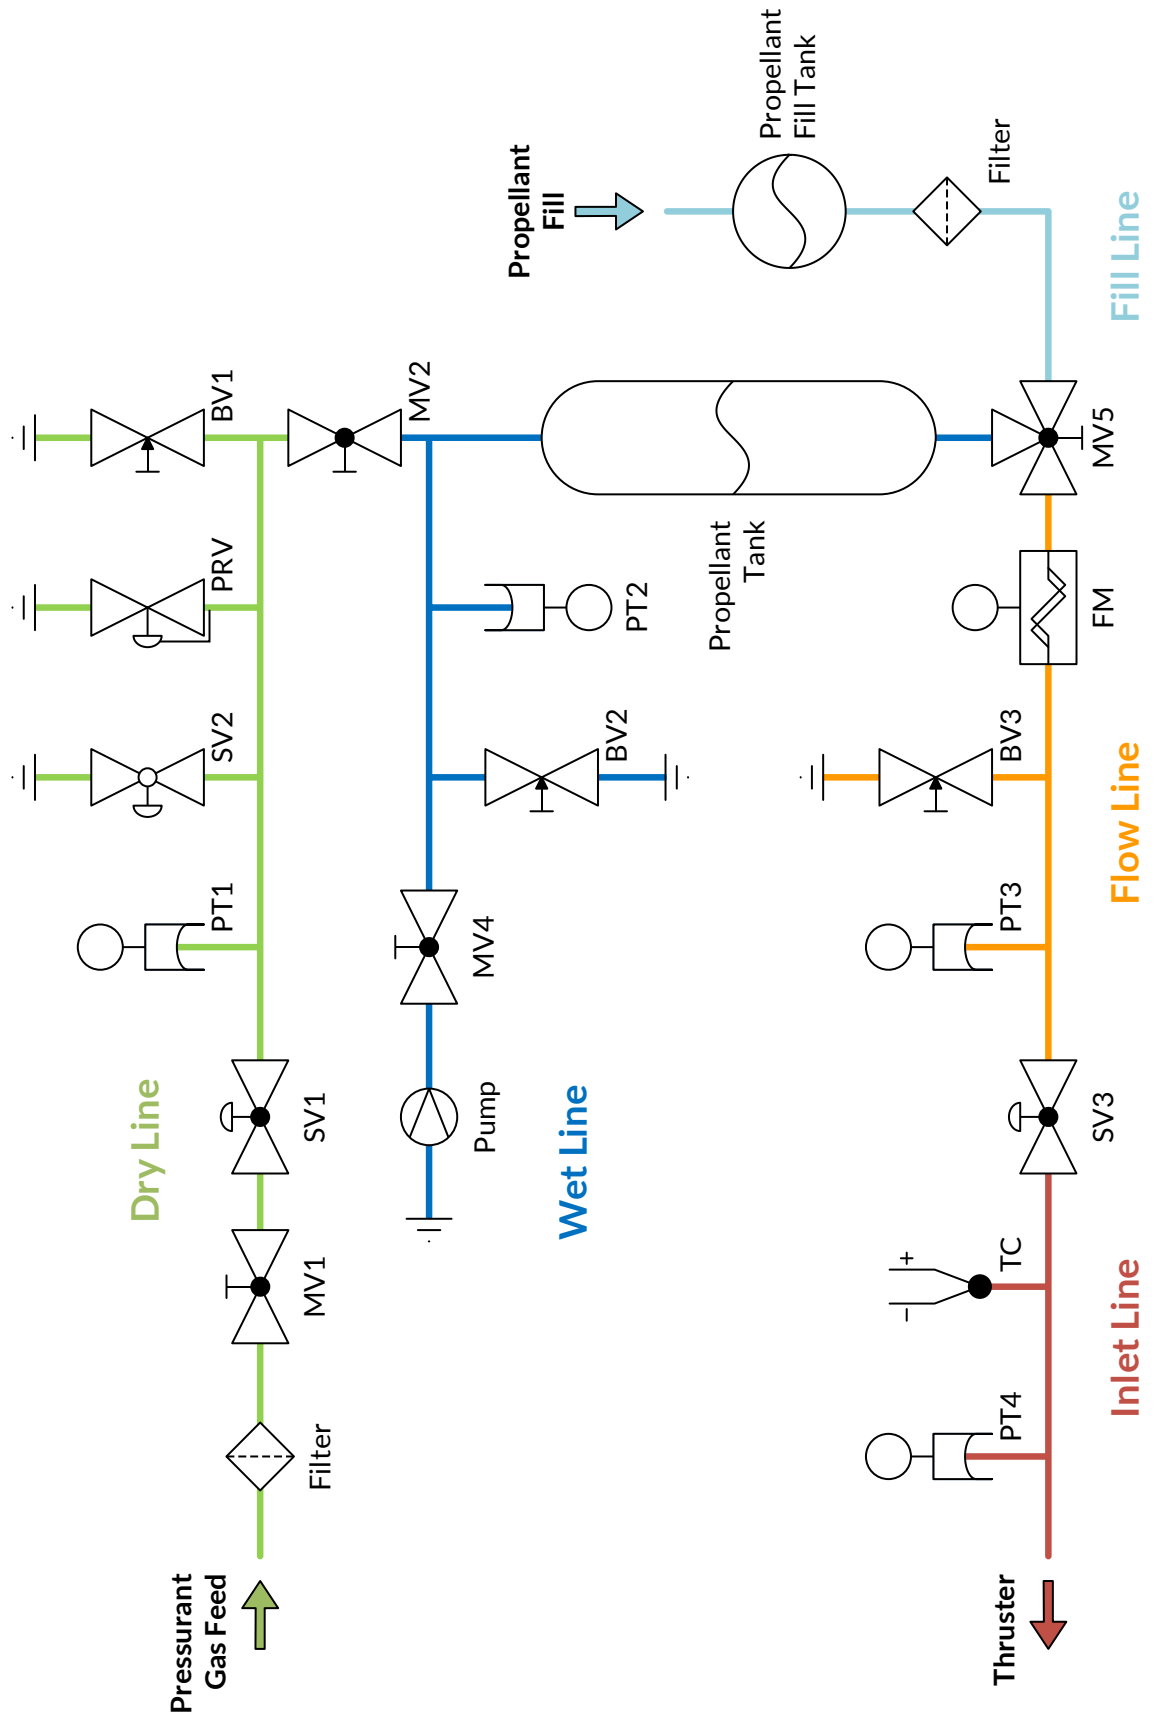 Pressurant
Gas Feed
Filter
MV1
SV1
Dry Line
PT1
SV2
PRV
BV1
MV2
Pump
MV4
Wet Line
BV2
PT2
Propellant
Tank
Propellant
Fill
Propellant
Fill Tank
Filter
Fill Line
MV5
FM
BV3
Flow Line
PT3
SV3
+
−
TC
PT4
Inlet Line
Thruster